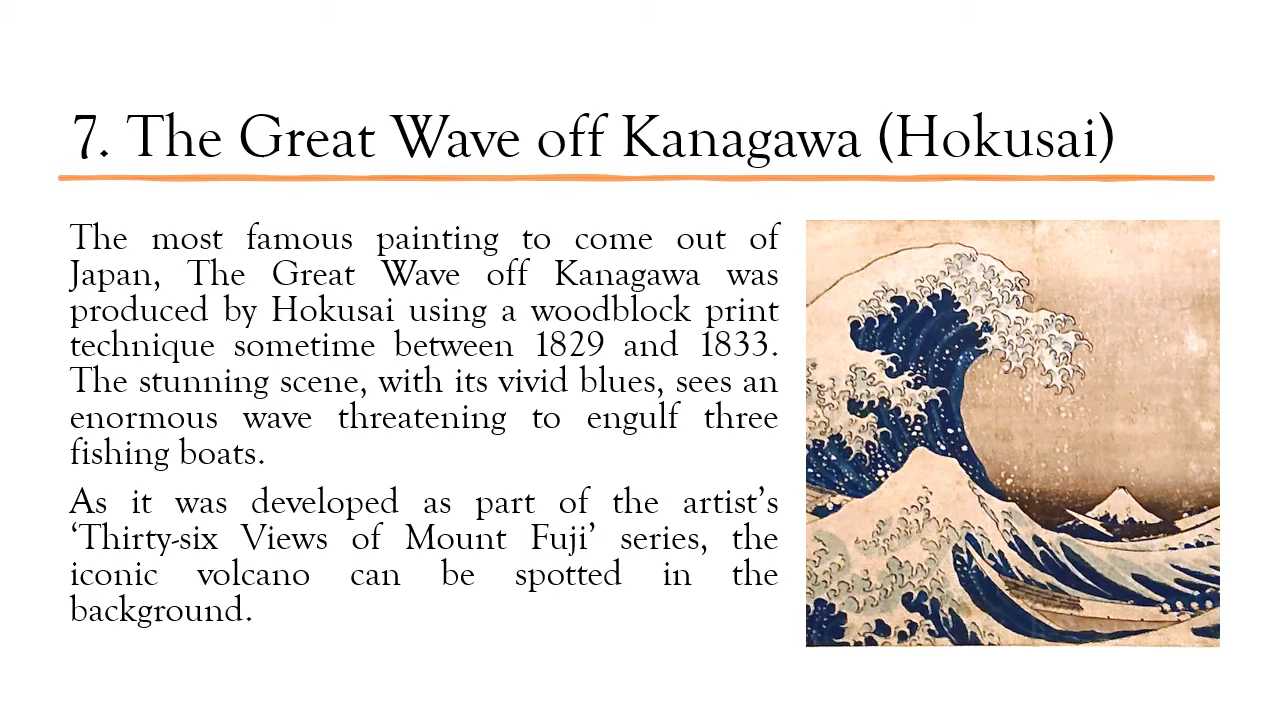 7. The Great Wave off Kanagawa (Hokusai)
The most famous painting to come out of
Japan, The Great Wave off Kanagawa was
produced by Hokusai using a woodblock print
technique sometime between 1829 and 1833.
The stunning scene, with its vivid blues, sees an
enormous wave threatening to engulf three
fishing boats.
As it was developed as part of the artist’s
‘Thirty-six Views of Mount Fuji’ series, the
iconic volcano can be spotted in the
background.